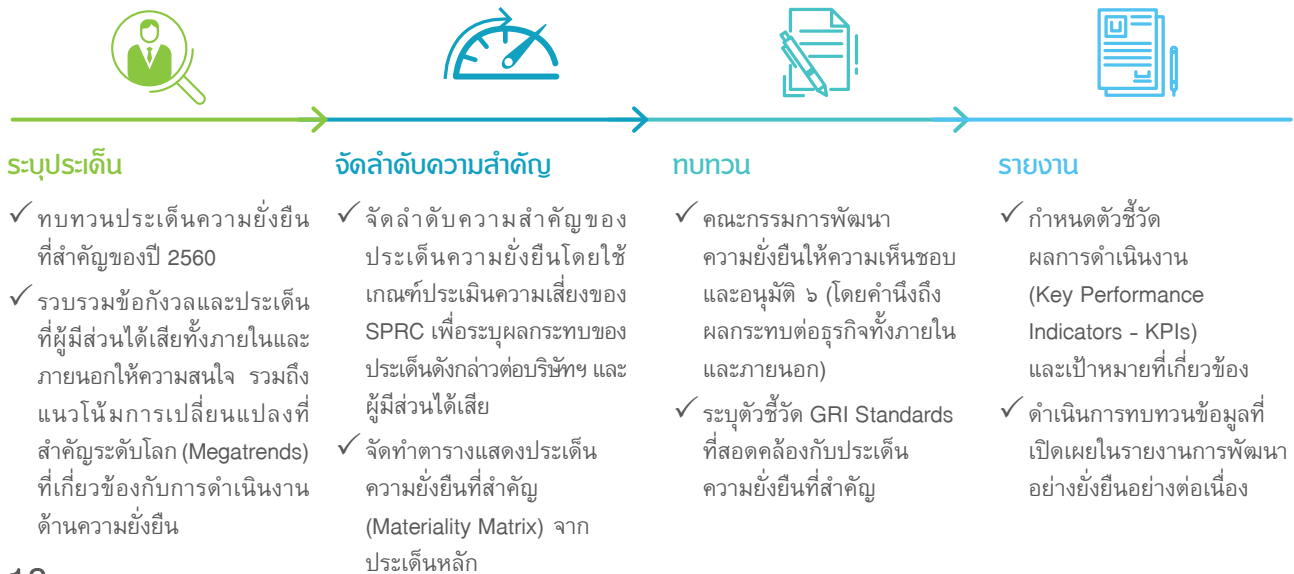 ระบุประเด็น
✓ ทบทวนประเด็นความยั่งยืน
ที่สำคัญของปี 2560
✓ รวบรวมข้อกังวลและประเด็น
ที่ผู้มีส่วนได้เสียทั้งภายในและ
ภายนอกให้ความสนใจ รวมถึง
แนวโน้มการเปลี่ยนแปลงที่
สำคัญระดับโลก (Megatrends)
ที่เกี่ยวข้องกับการดำเนินงาน
ด้านความยั่งยืน
จัดลำดับความสำคัญ
✓ จัดลำดับความสำคัญของ
ประเด็นความยั่งยืนโดยใช้
เกณฑ์ประเมินความเสี่ยงของ
SPRC เพื่อระบุผลกระทบของ
ประเด็นดังกล่าวต่อบริษัทฯ และ
ผู้มีส่วนได้เสีย
✓ จัดทำตารางแสดงประเด็น
ความยั่งยืนที่สำคัญ
(Materiality Matrix) จาก
ประเด็นหลัก
ทบทวน
✓ คณะกรรมการพัฒนา
ความยั่งยืนให้ความเห็นชอบ
และอนุมัติ ๖ (โดยคำนึงถึง
ผลกระทบต่อธุรกิจทั้งภายใน
และภายนอก)
✓ ระบุตัวชี้วัด GRI Standards
ที่สอดคล้องกับประเด็น
ความยั่งยืนที่สำคัญ
รายงาน
✓ กำหนดตัวชี้วัด
ผลการดำเนินงาน
(Key Performance
Indicators - KPIs)
และเป้าหมายที่เกี่ยวข้อง
✓ ดำเนินการทบทวนข้อมูลที่
เปิดเผยในรายงานการพัฒนา
อย่างยั่งยืนอย่างต่อเนื่อง